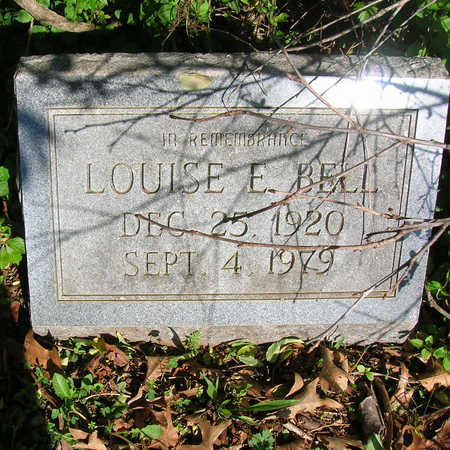 IN REMEMBRANCE
LOUISE E. BELL
DEC. 25, 1920
SEPT. 4, 1979